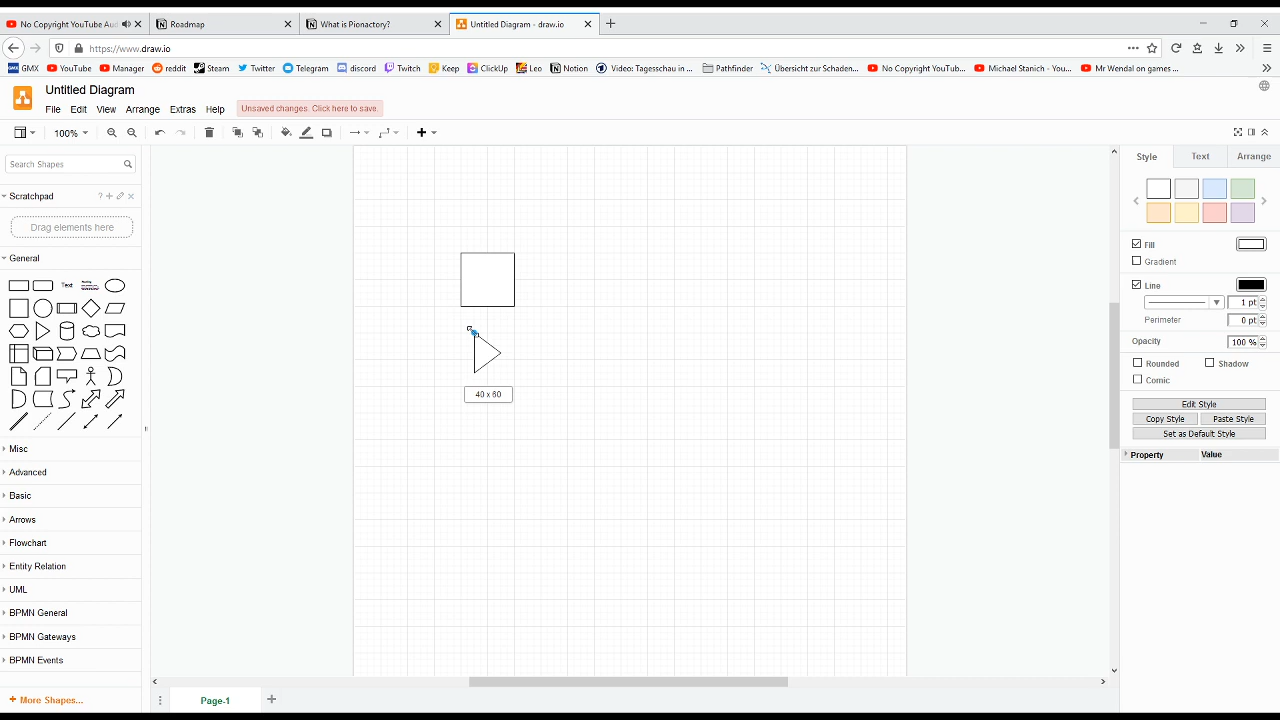 No Copyright YouTube Aud
Roadmap
What is Pionactory?
Untitled Diagram - draw.io
https://www.draw.io
GMX
YouTube
Manager
reddit
Steam
Twitter
Telegram
discord
Twitch
Keep
ClickUp
Notion
Video: Tagesschau in ...
Pathfinder
Übersicht zu Schaden...
No Copyright YouTube...
Michael Stanich - You...
Mr Wendal on games...
Untitled Diagram
File
Edit
View
Arrange
Extras
Help
Unsaved changes. Click here to save.
100%
Search Shapes
Style
Text
Arrange
Scratchpad
?
Drag elements here
General
Text
Fill
Gradient
Line
1 pt
Perimeter
0 pt
Opacity
100 %
Rounded
Shadow
Comic
40 x 60
Edit Style
Copy Style
Paste Style
Set as Default Style
Property
Value
Misc
Advanced
Basic
Arrows
Flowchart
Entity Relation
UML
BPMN General
BPMN Gateways
BPMN Events
+ More Shapes...
Page-1